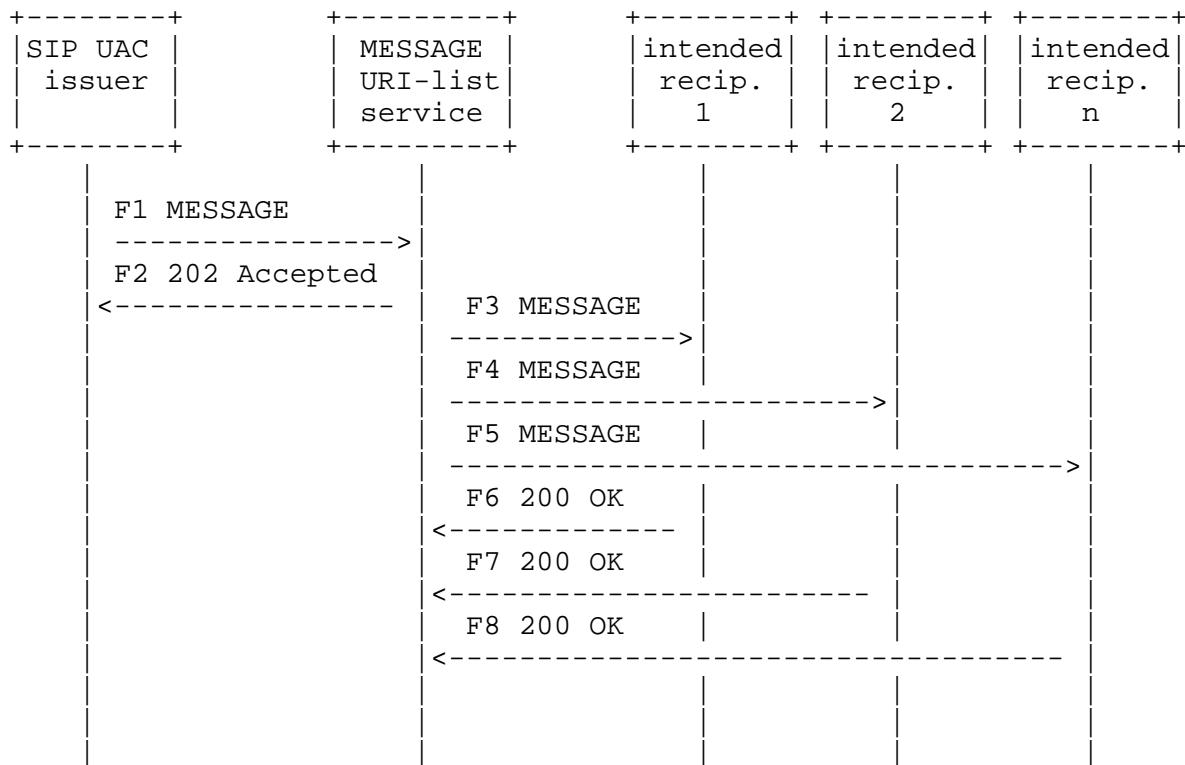 SIP UAC MESSAGE intended intended intended
issuer URI-list recip. recip. recip.
service 1 2 n
F1 MESSAGE
F2 202 Accepted
F3 MESSAGE
F4 MESSAGE
F5 MESSAGE
F6 200 OK
F7 200 OK
F8 200 OK